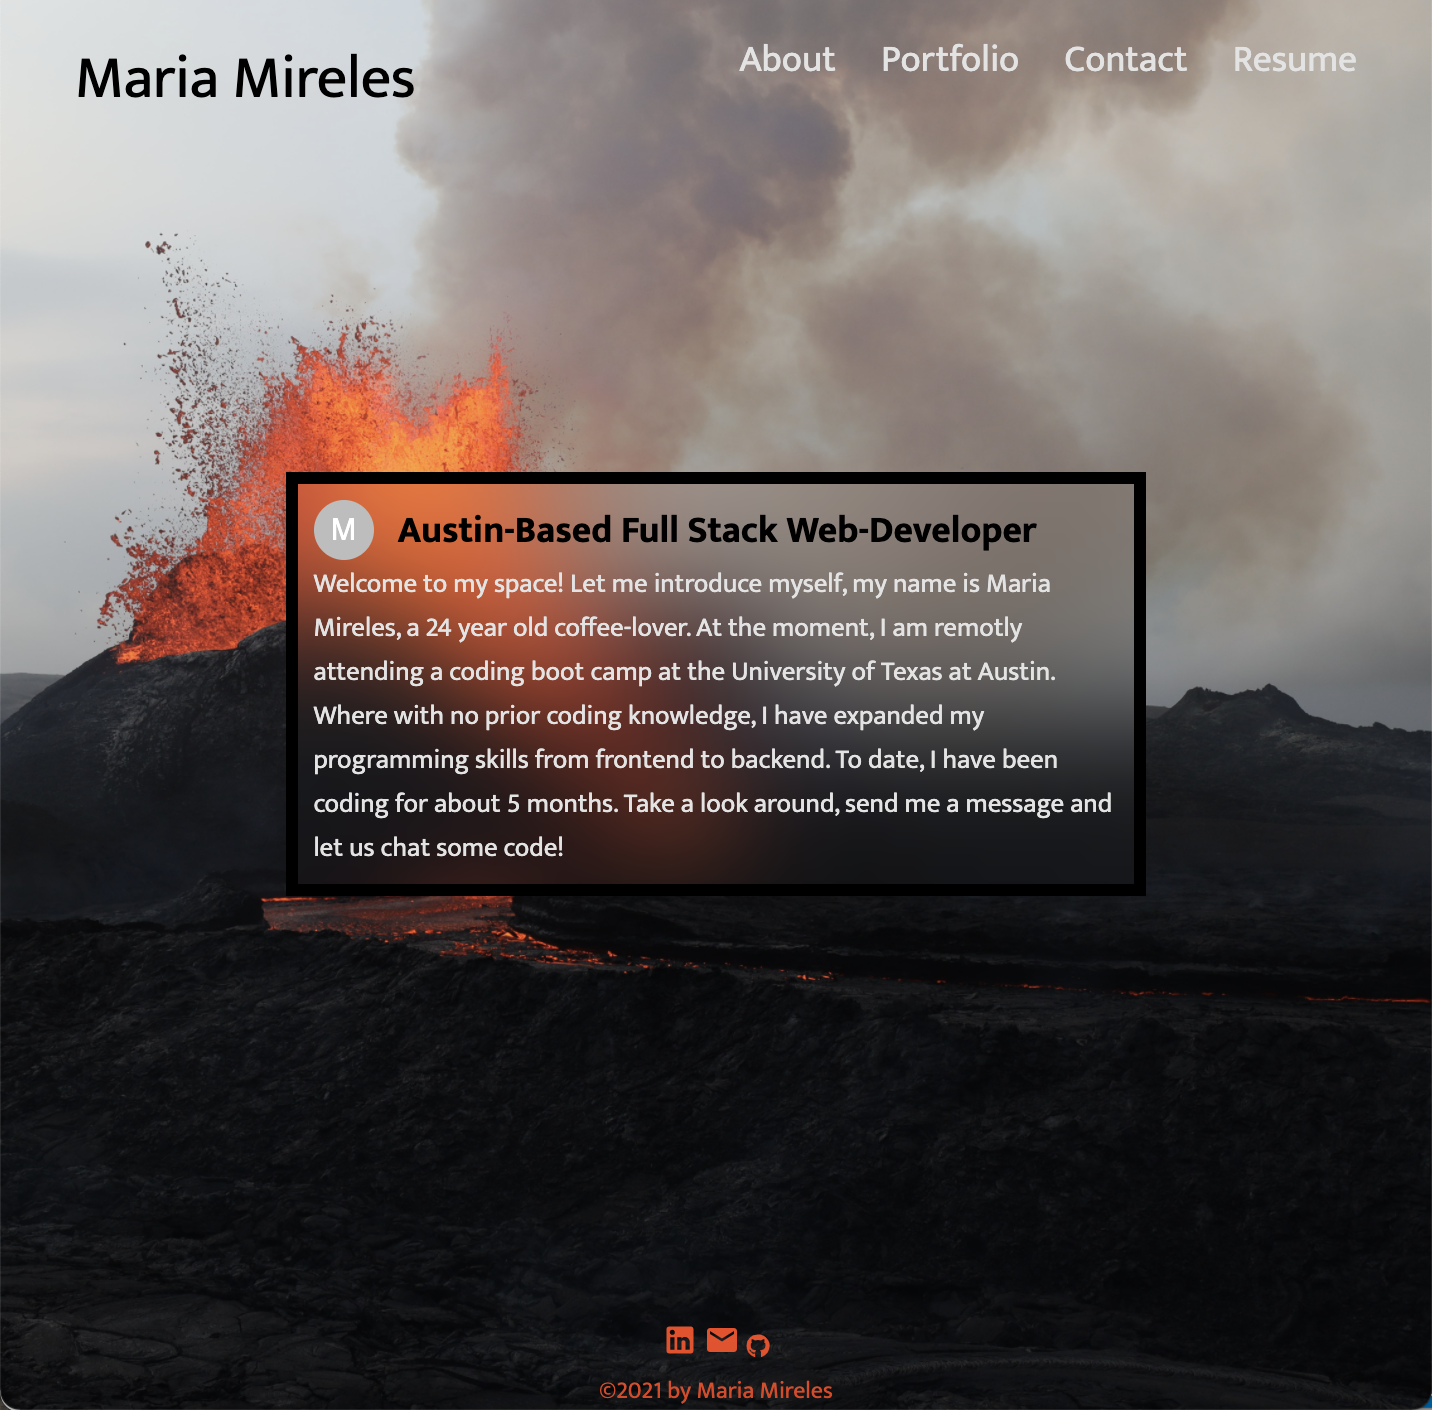 Maria Mireles
About Portfolio Contact Resume
M
Austin-Based Full Stack Web-Developer
Welcome to my space! Let me introduce myself, my name is Maria
Mireles, a 24 year old coffee-lover. At the moment, I am remotly
attending a coding boot camp at the University of Texas at Austin.
Where with no prior coding knowledge, I have expanded my
programming skills from frontend to backend. To date, I have been
coding for about 5 months. Take a look around, send me a message and
let us chat some code!
in
©2021 by Maria Mireles